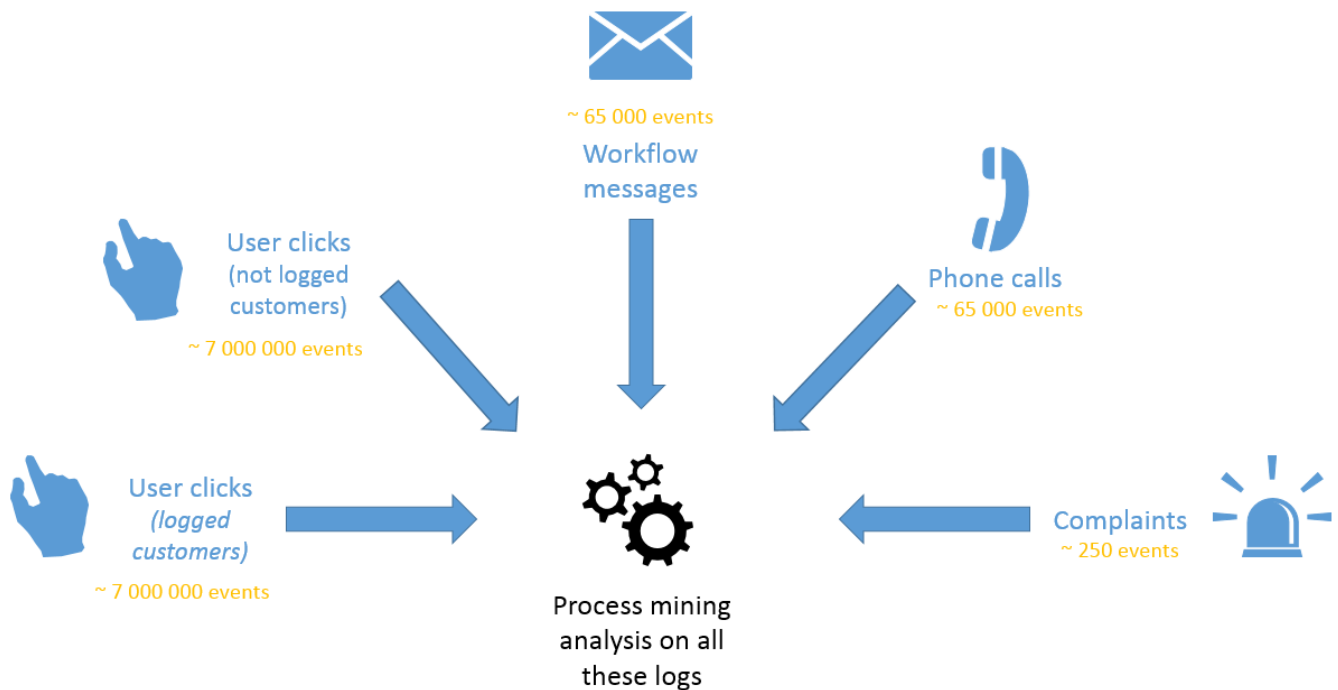 ~ 65 000 events
Workflow
messages
User clicks
(not logged
customers)
~ 7 000 000 events
Phone calls
~ 65 000 events
User clicks
(logged
customers)
~ 7 000 000 events
Complaints
~ 250 events
Process mining
analysis on all
these logs